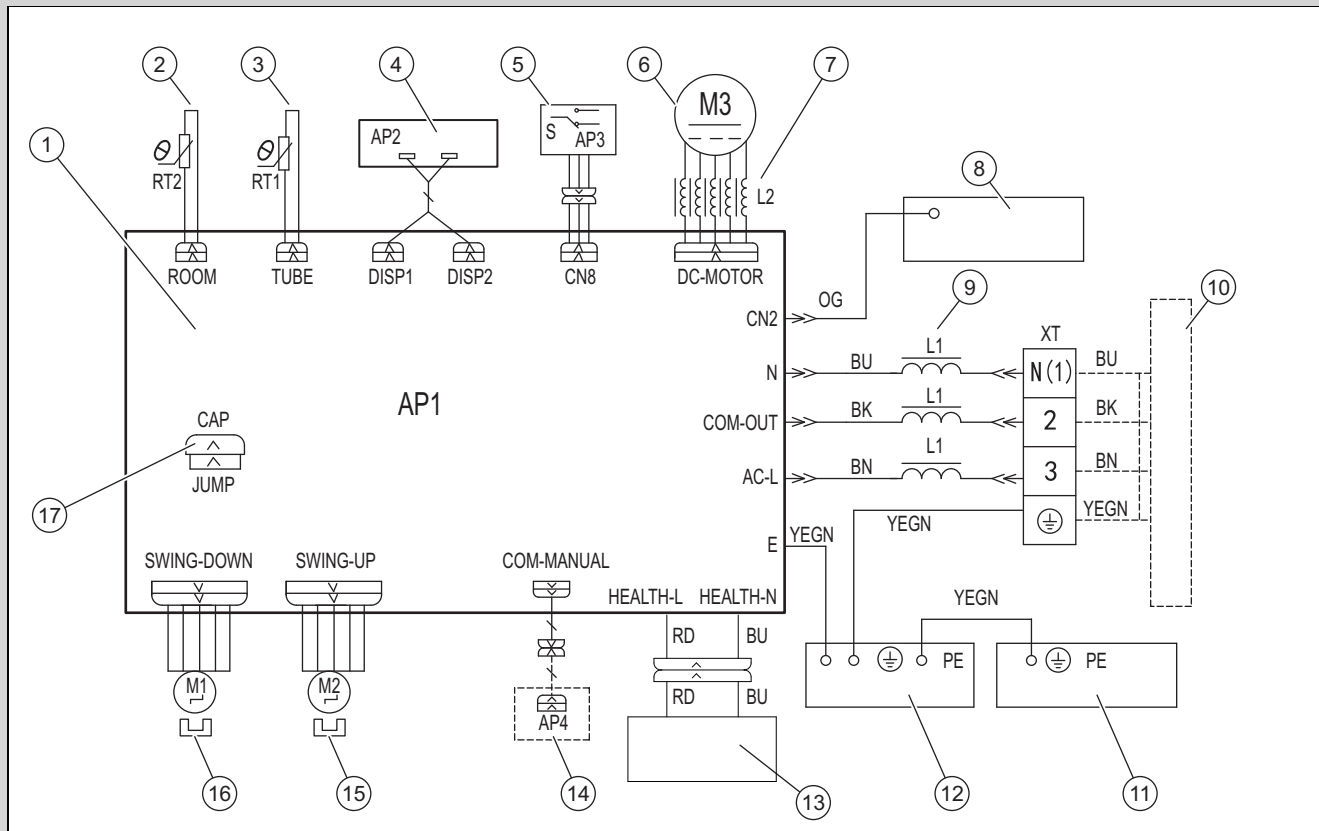 2
3
4
5
6
7
M3
AP2
S
AP3
1
RT2
RT1
L2
8
ROOM
TUBE
DISP1
DISP2
CN8
DC-MOTOR
OG
9
10
CN2
XT
L1
N
BU
N(1)
BU
CAP
AP1
L1
COM-OUT
BK
2
BK
L1
JUMP
AC-L
BN
3
BN
17
YEGN
YEGN
YEGN
E
SWING-DOWN
SWING-UP
COM-MANUAL
HEALTH-L
HEALTH-N
YEGN
RD
BU
PE
PE
M1
M2
RD
BU
AP4
16
15
14
13
12
11